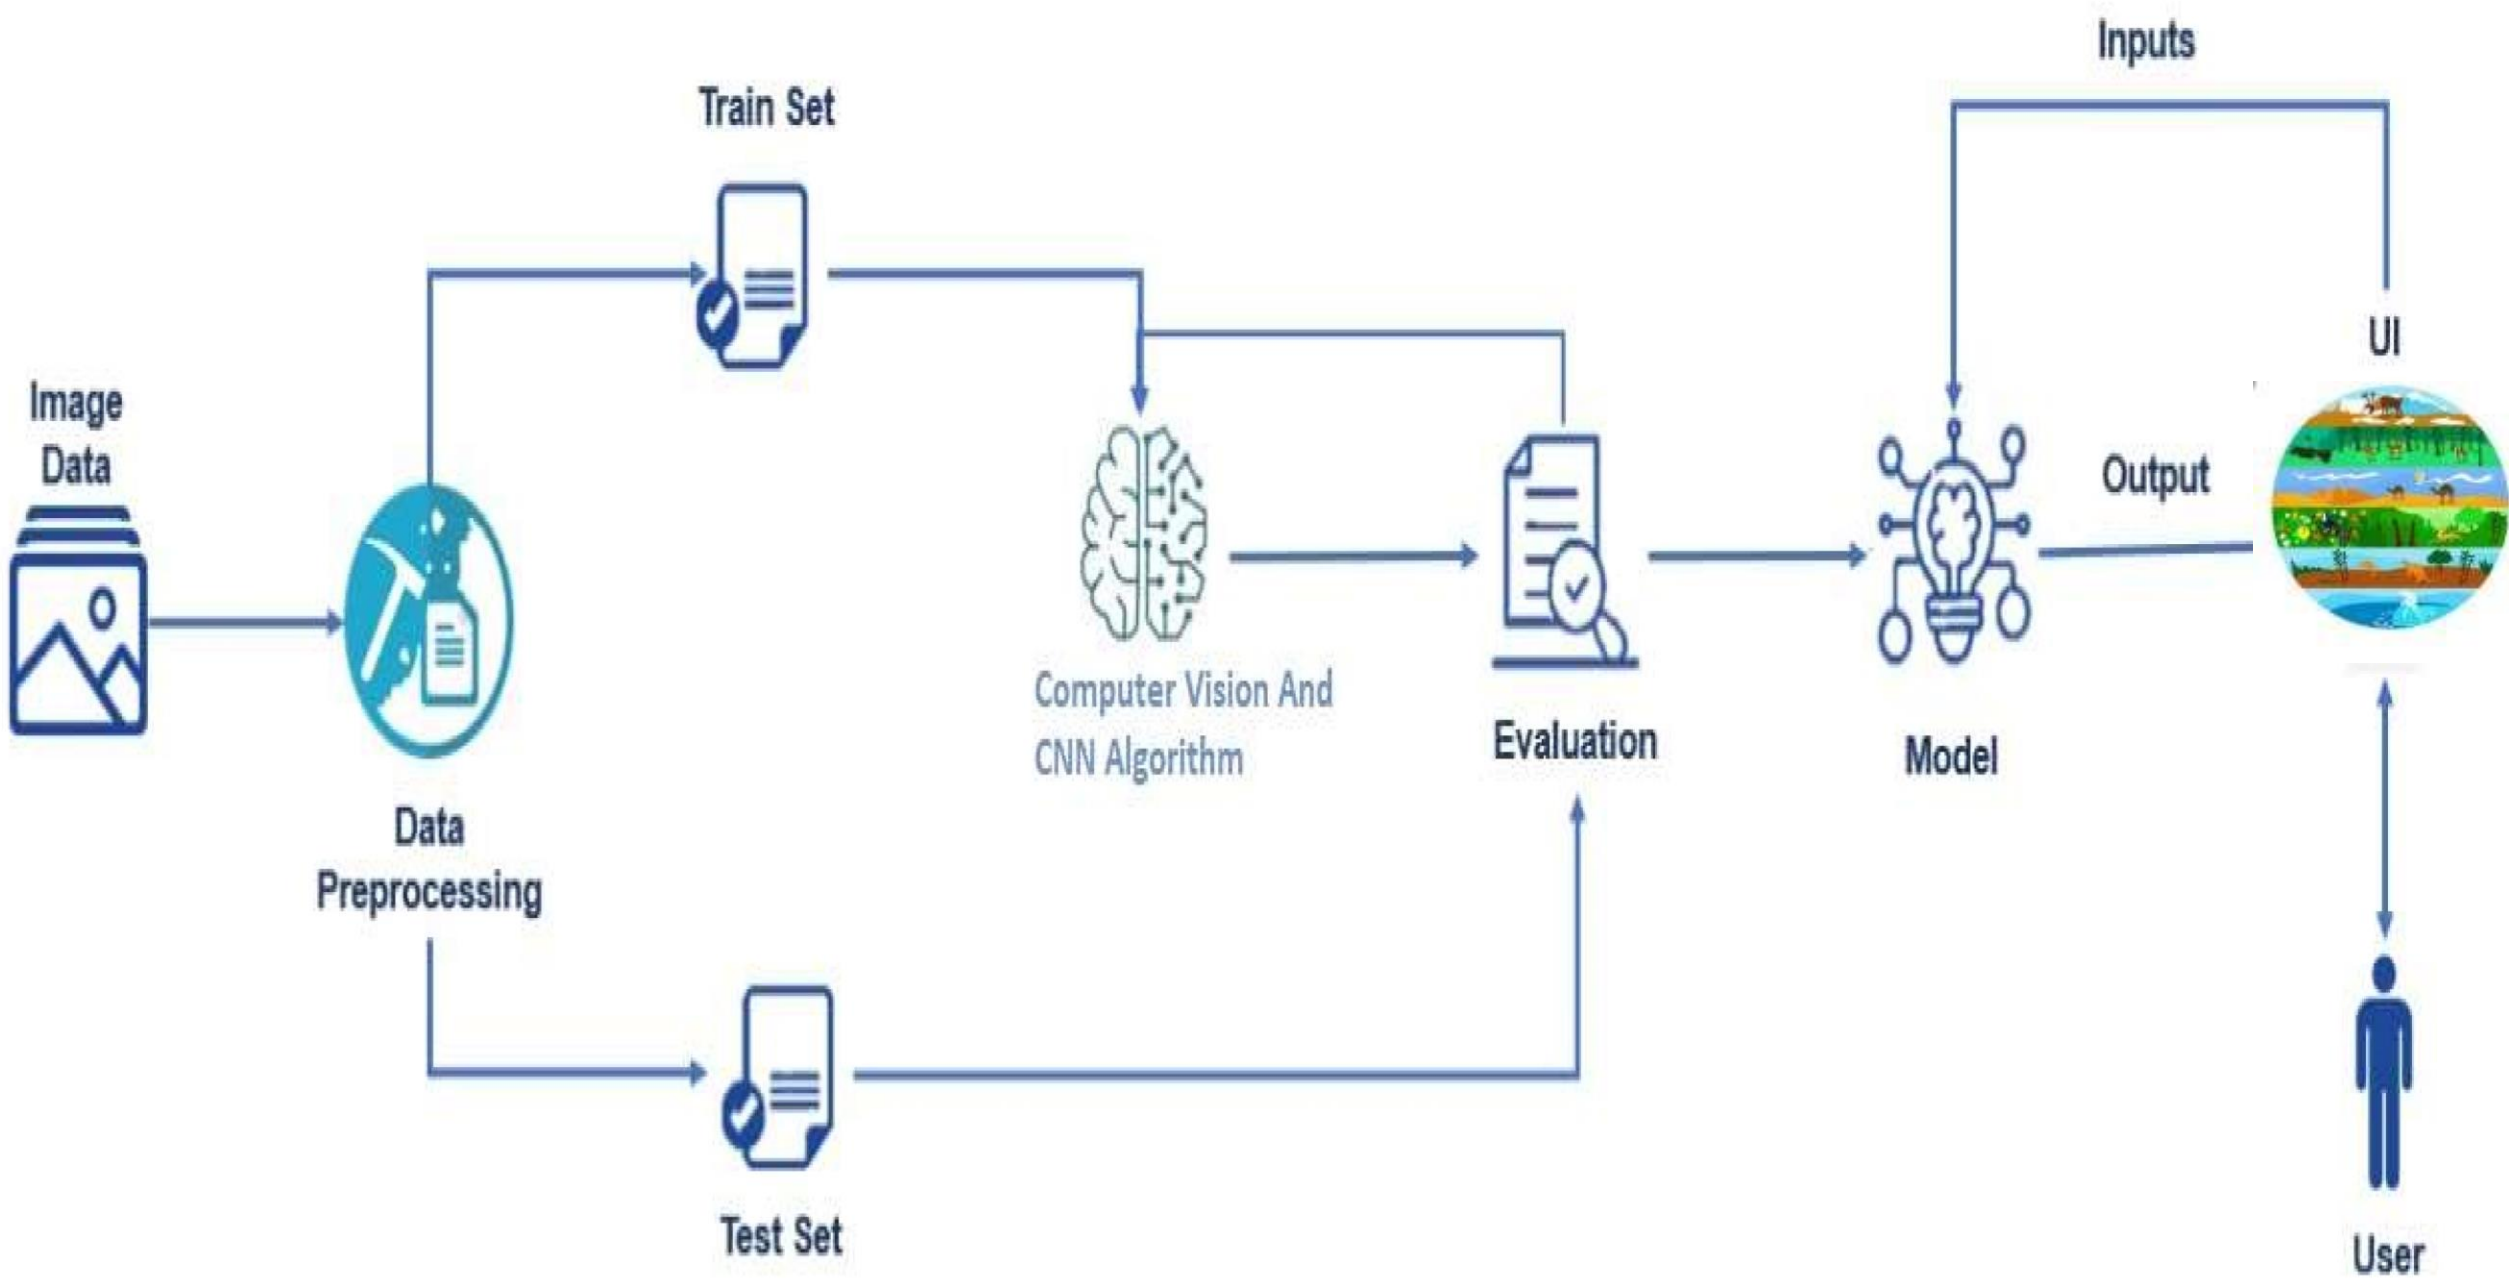 Image
Data
Data
Preprocessing
Train Set
Test Set
Computer Vision And
CNN Algorithm
Evaluation
Model
Inputs
Output
UI
User